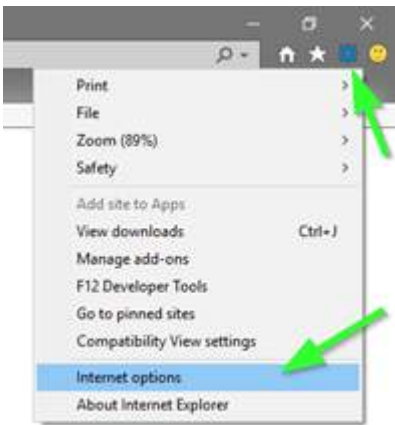 Print
File
Zoom (89%)
Safety
Add site to Apps
View downloads Ctrl+J
Manage add-ons
F12 Developer Tools
Go to pinned sites
Compatibility View settings
Internet options
About Internet Explorer